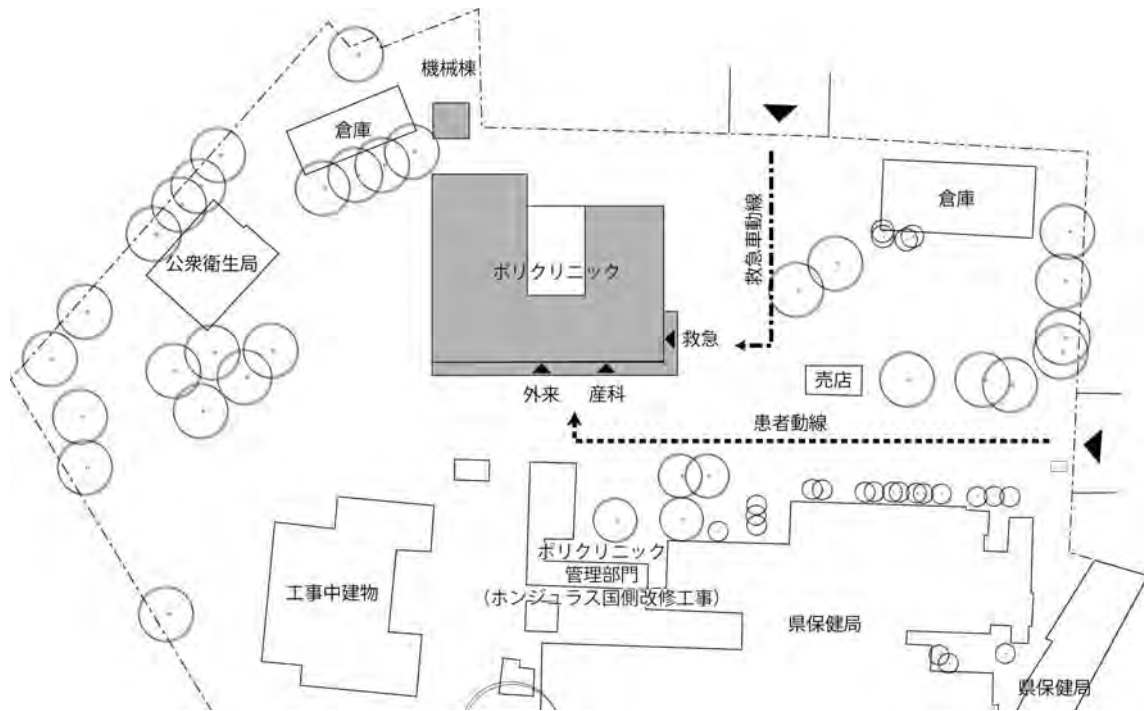 機械棟
倉庫
倉庫
救急車動線
公衆衛生局
ポリクリニック
救急
売店
外来
産科
患者動線
ポリクリニック
管理部門
（ホンジュラス国側改修工事）
工事中建物
県保健局
県保健局